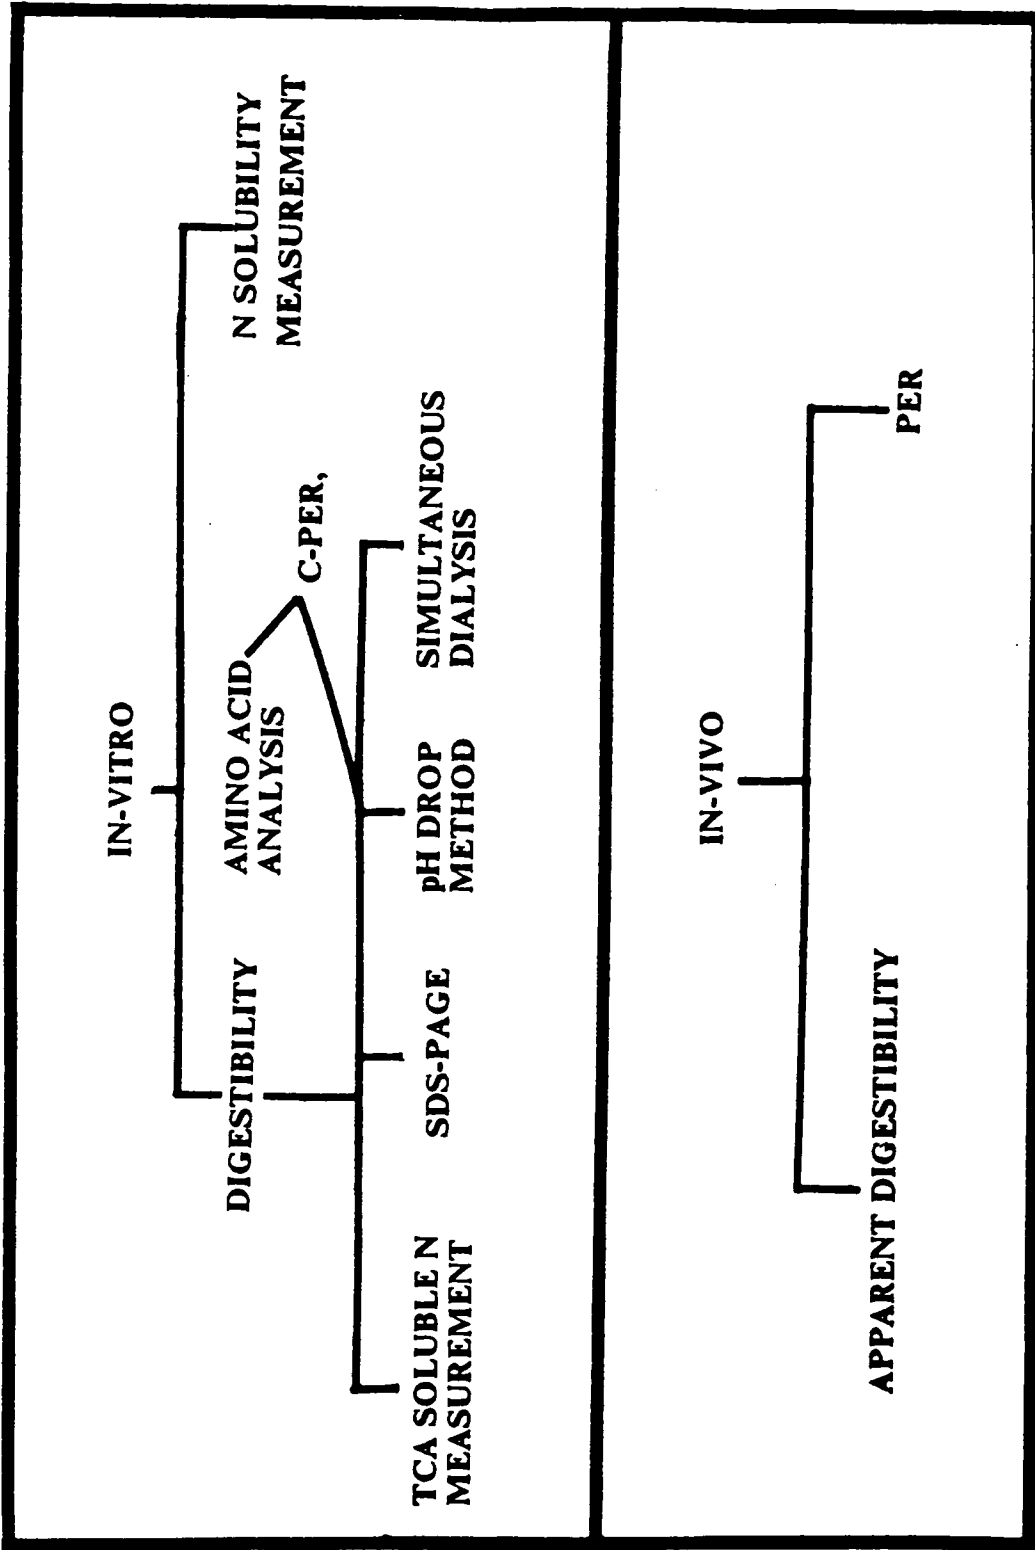 IN-VITRO
DIGESTIBILITY
AMINO ACID
ANALYSIS
N SOLUBILITY
MEASUREMENT
C-PER,
TCA SOLUBLE N
MEASUREMENT
SDS-PAGE
pH DROP
METHOD
SIMULTANEOUS
DIALYSIS
IN-VIVO
APPARENT DIGESTIBILITY
PER